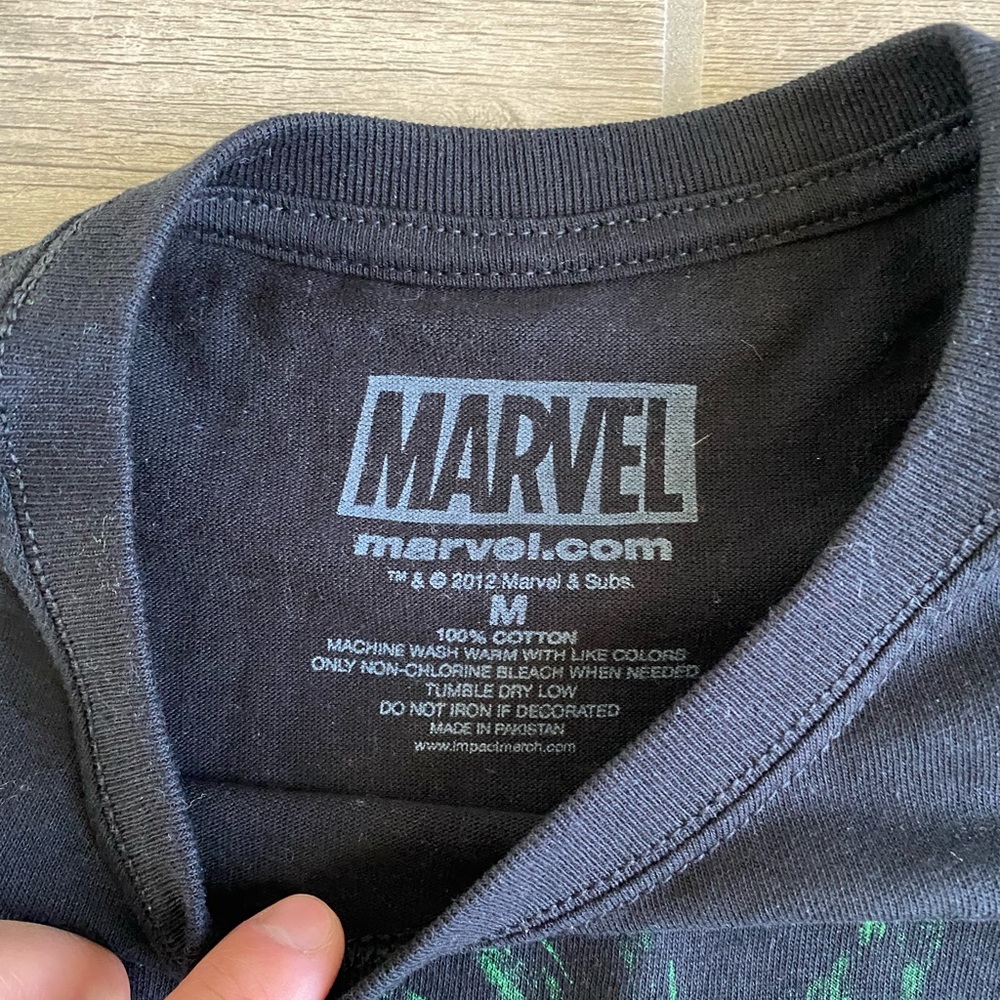 MARVEL
marvel.com
™ & © 2012 Marvel & Subs.
M
100% COTTON
MACHINE WASH WARM WITH LIKE COLORS
ONLY NON-CHLORINE BLEACH WHEN NEEDED
TUMBLE DRY LOW
DO NOT IRON IF DECORATED
MADE IN PAKISTAN
www.impactmerch.com